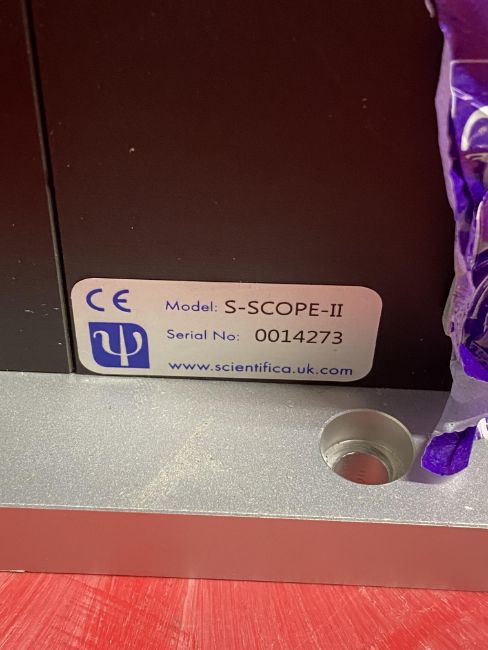 CE
Model: S-SCOPE-II
Ψ
Serial No: 0014273
www.scientifica.uk.com